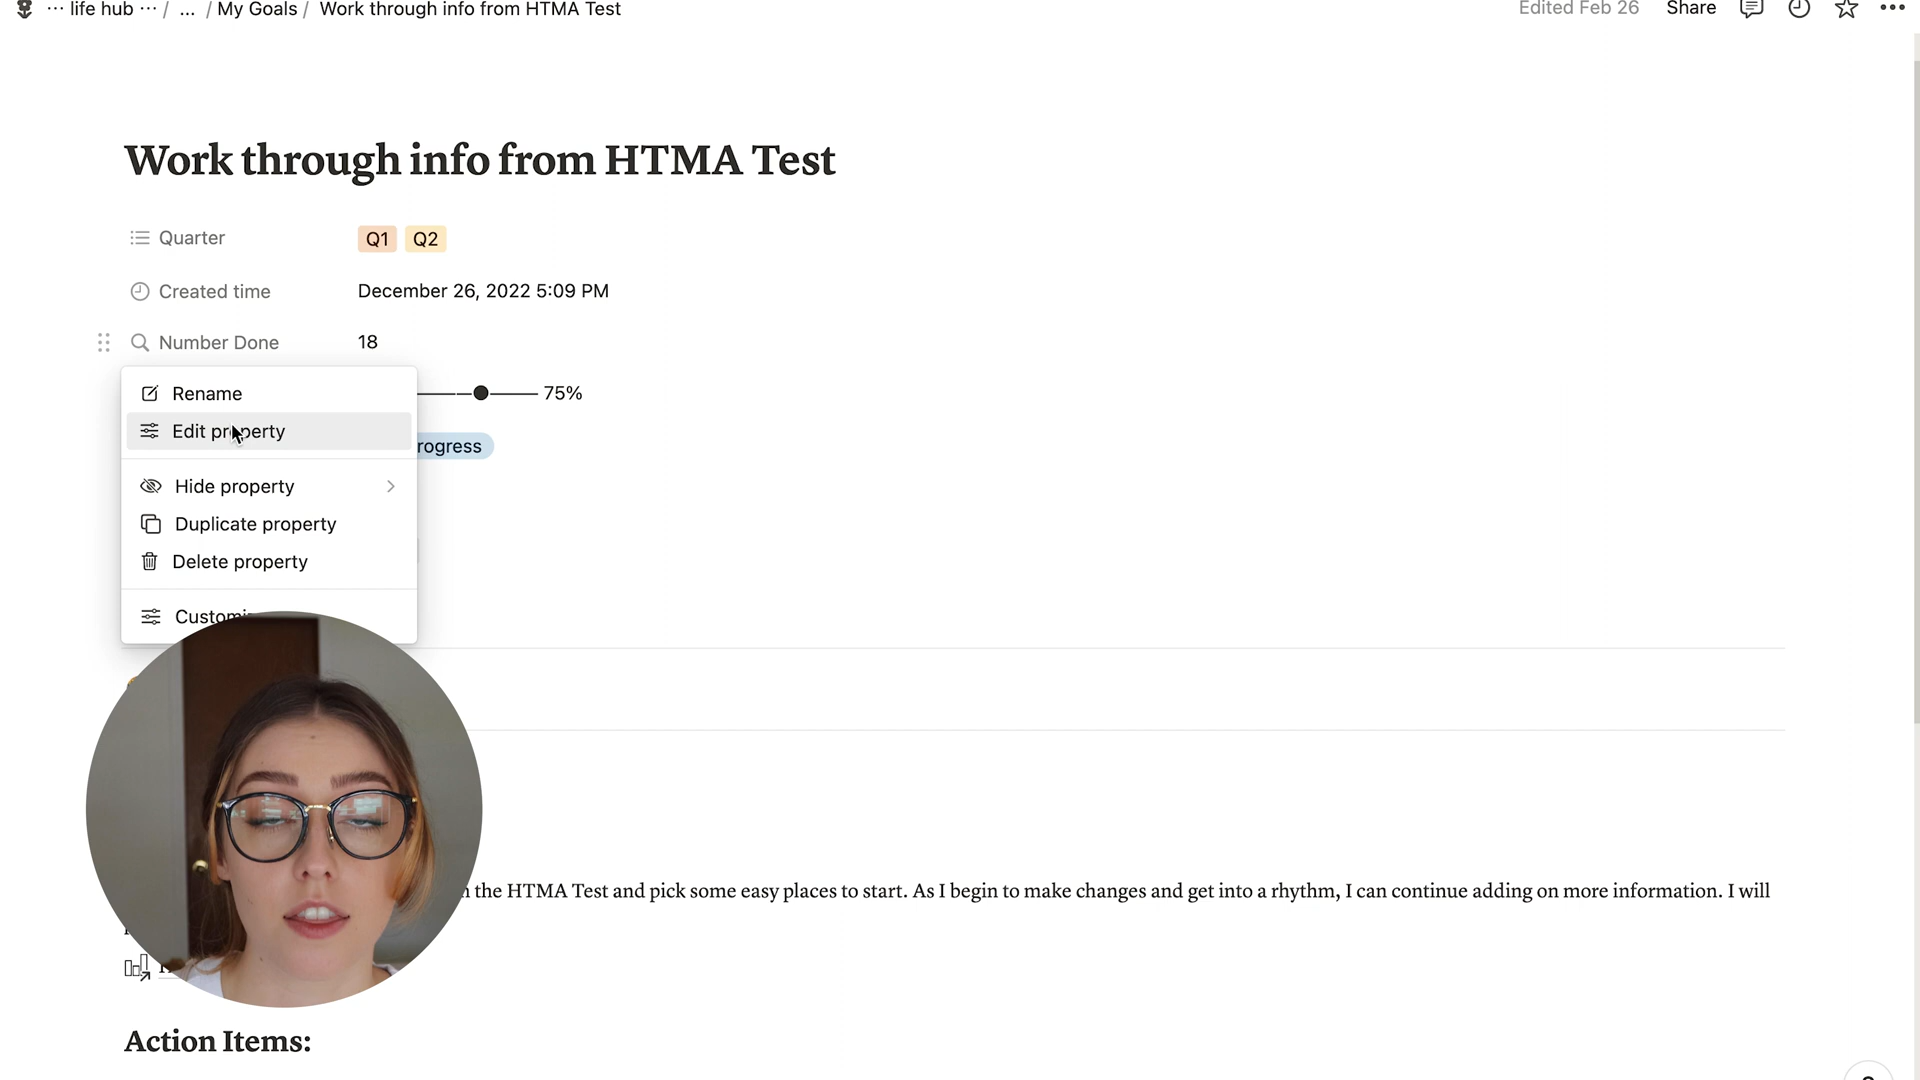 ··· life hub ··· / ... / My Goals / Work through info from HTMA Test
Edited Feb 26 Share
Work through info from HTMA Test
Quarter Q1 Q2
Created time December 26, 2022 5:09 PM
Number Done 18
Rename
75%
Edit property
rogress
Hide property
Duplicate property
Delete property
Customi
the HTMA Test and pick some easy places to start. As I begin to make changes and get into a rhythm, I can continue adding on more information. I will
Action Items: